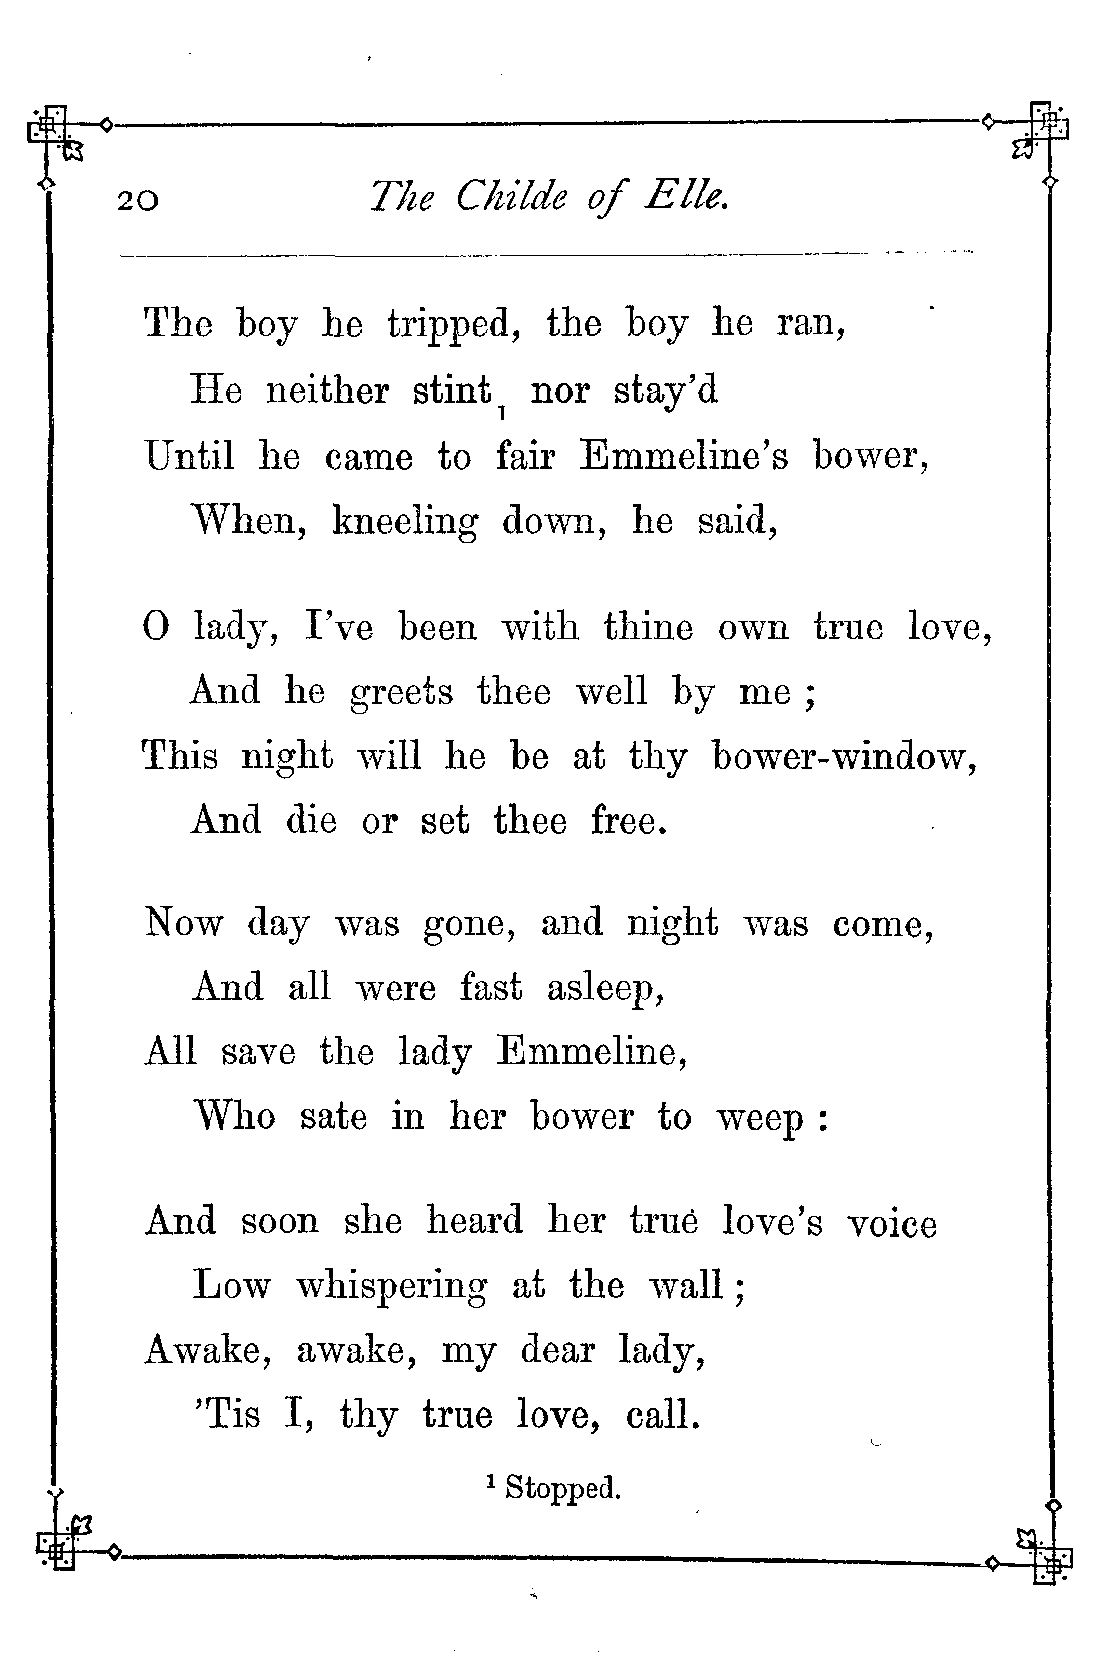 20 The Childe of Elle.
The boy he tripped, the boy he ran,
He neither stint1 nor stay'd
Until he came to fair Emmeline's bower,
When, kneeling down, he said,
O lady, I've been with thine own true love,
And he greets thee well by me ;
This night will he be at thy bower-window,
And die or set thee free.
Now day was gone, and night was come,
And all were fast asleep,
All save the lady Emmeline,
Who sate in her bower to weep :
And soon she heard her true love's voice
Low whispering at the wall ;
Awake, awake, my dear lady,
'Tis I, thy true love, call.
1 Stopped.